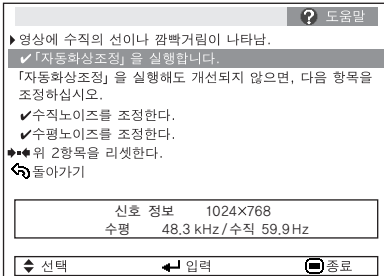 ? 도움말
영상에 수직의 선이나 깜빡거림이 나타남.
✔「자동화상조정」을 실행합니다.
「자동화상조정」을 실행해도 개선되지 않으면, 다음 항목을
조정하십시오.
✔수직노이즈를 조정한다.
✔수평노이즈를 조정한다.
위 2항목을 리셋한다.
돌아가기
신호 정보 1024×768
수평 48.3 kHz / 수직 59.9 Hz
선택 입력 종료